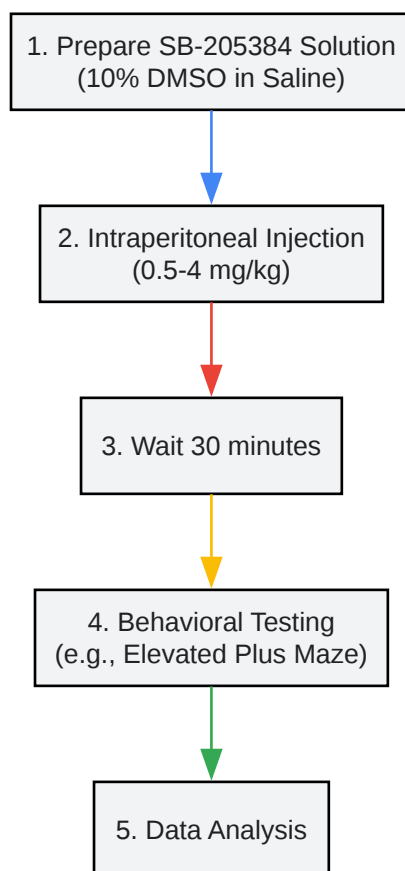 1. Prepare SB-205384 Solution
(10% DMSO in Saline)
2. Intraperitoneal Injection
(0.5-4 mg/kg)
3. Wait 30 minutes
4. Behavioral Testing
(e.g., Elevated Plus Maze)
5. Data Analysis